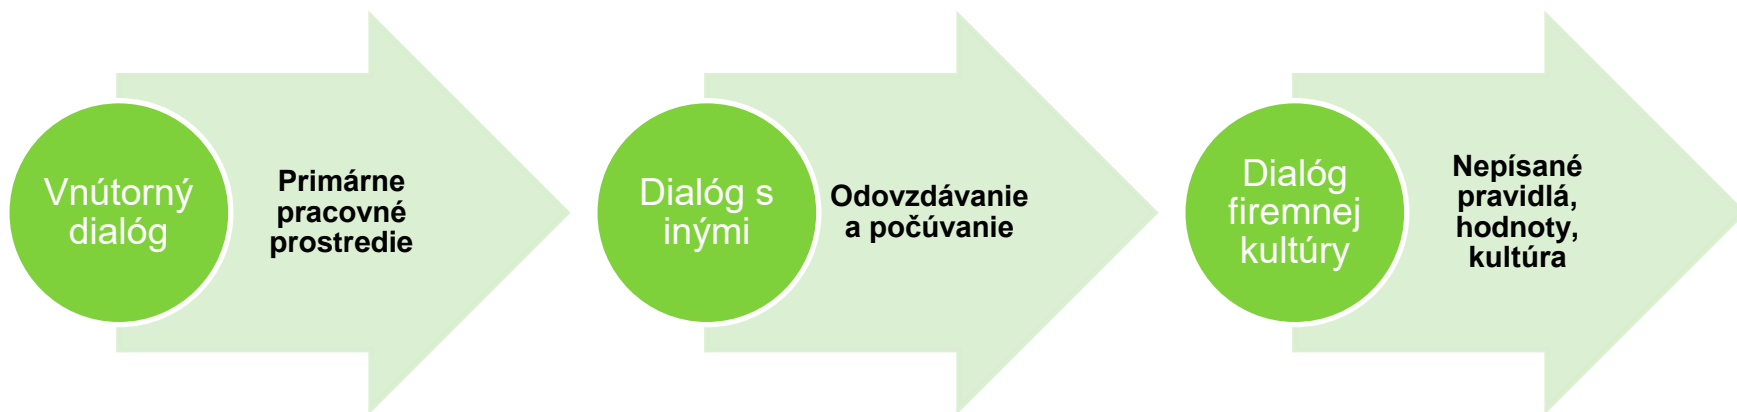 Vnútorný
dialóg
Primárne
pracovné
prostredie
Dialóg s
inými
Odovzdávanie
a počúvanie
Dialóg
firemnej
kultúry
Nepísané
pravidlá,
hodnoty,
kultúra